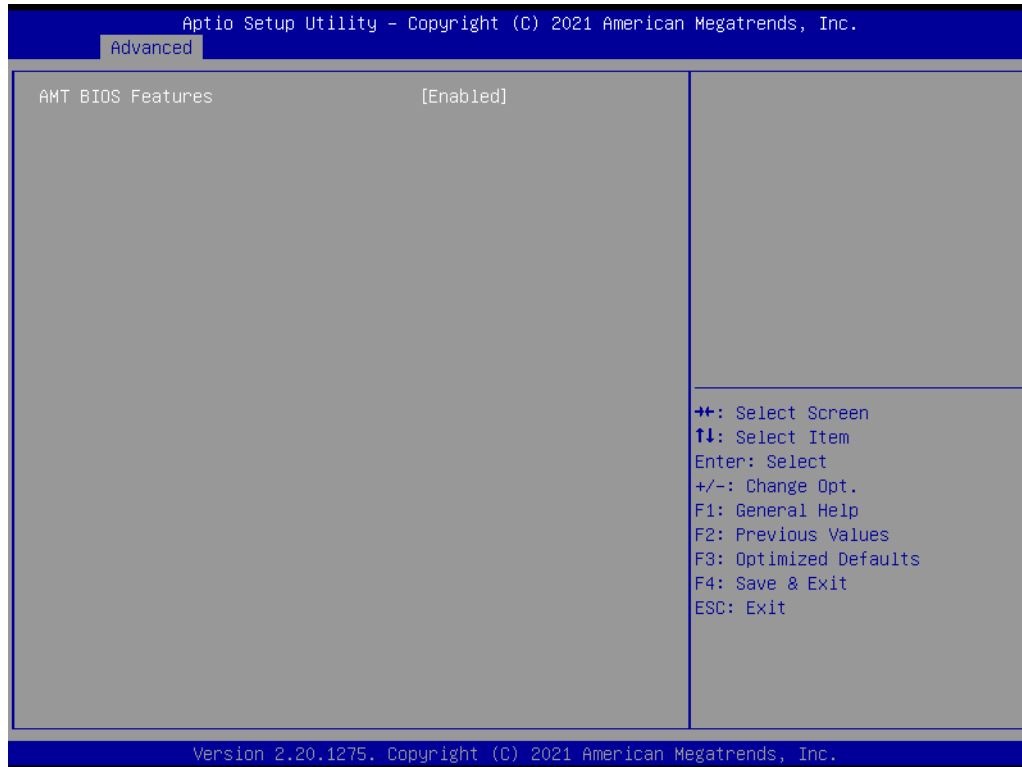 Aptio Setup Utility – Copyright (C) 2021 American Megatrends, Inc.
Advanced
AMT BIOS Features [Enabled]
→←: Select Screen
↑↓: Select Item
Enter: Select
+/-: Change Opt.
F1: General Help
F2: Previous Values
F3: Optimized Defaults
F4: Save & Exit
ESC: Exit
Version 2.20.1275. Copyright (C) 2021 American Megatrends, Inc.